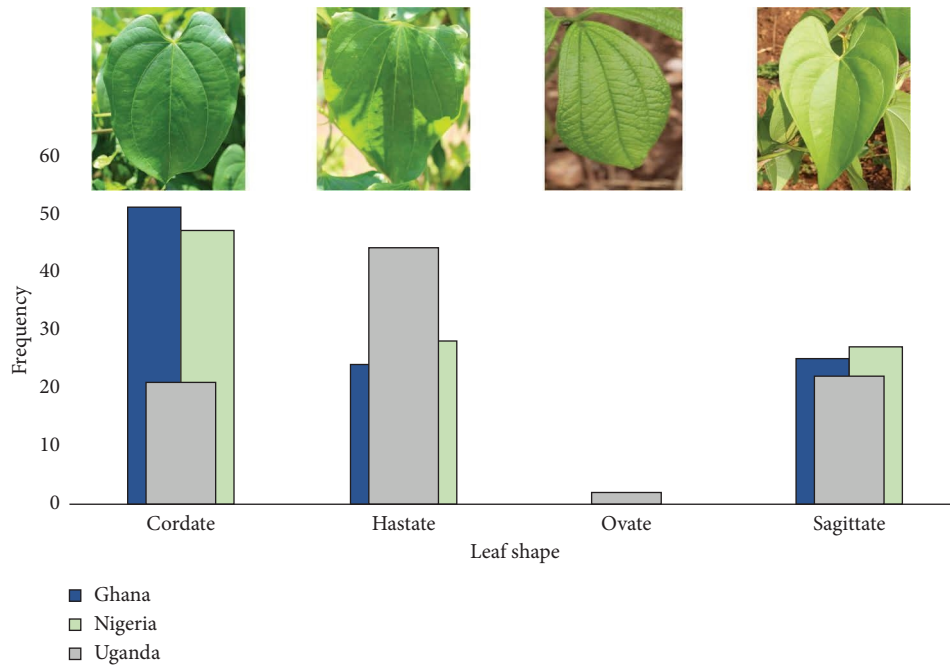 60
50
40
30
20
10
0
Frequency
Cordate
Hastate
Ovate
Sagittate
Leaf shape
Ghana
Nigeria
Uganda